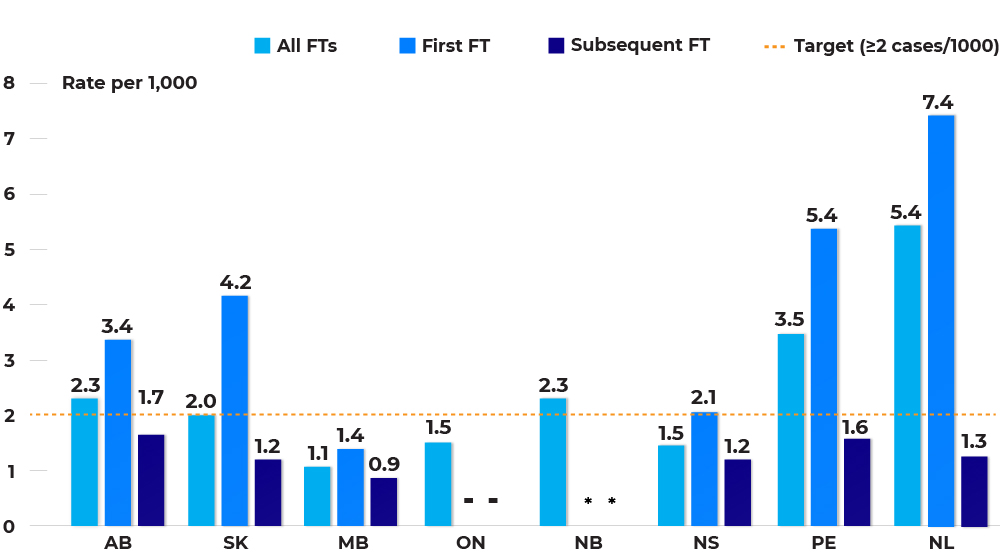 All FTs First FT Subsequent FT Target (≥2 cases/1000)
8 Rate per 1,000
7
6
5
4
3
2
1
0
2.3 3.4 1.7
2.0 4.2 1.2
1.1 1.4 0.9
1.5 - -
2.3 * *
1.5 2.1 1.2
3.5 5.4 1.6
5.4 7.4 1.3
AB SK MB ON NB NS PE NL